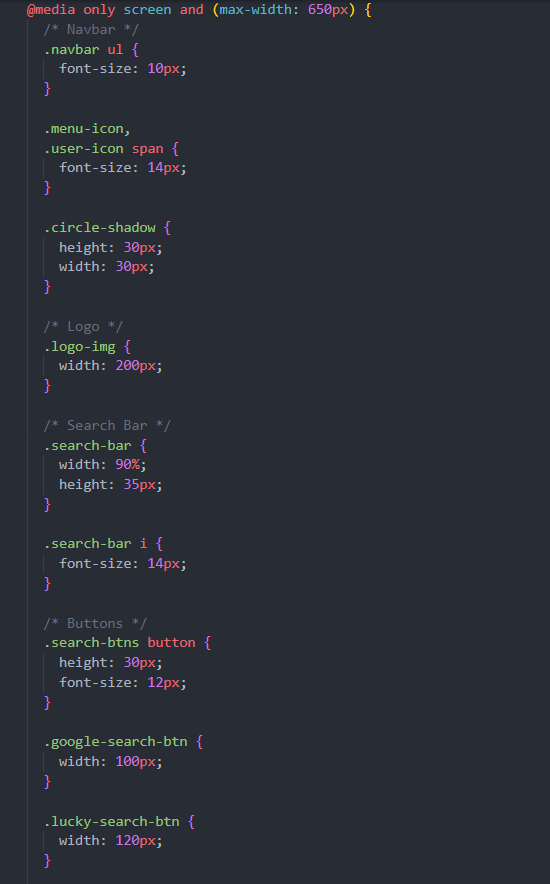 @media only screen and (max-width: 650px) {
/* Navbar */
.navbar ul {
font-size: 10px;
}
.menu-icon,
.user-icon span {
font-size: 14px;
}
.circle-shadow {
height: 30px;
width: 30px;
}
/* Logo */
.logo-img {
width: 200px;
}
/* Search Bar */
.search-bar {
width: 90%;
height: 35px;
}
.search-bar i {
font-size: 14px;
}
/* Buttons */
.search-btns button {
height: 30px;
font-size: 12px;
}
.google-search-btn {
width: 100px;
}
.lucky-search-btn {
width: 120px;
}